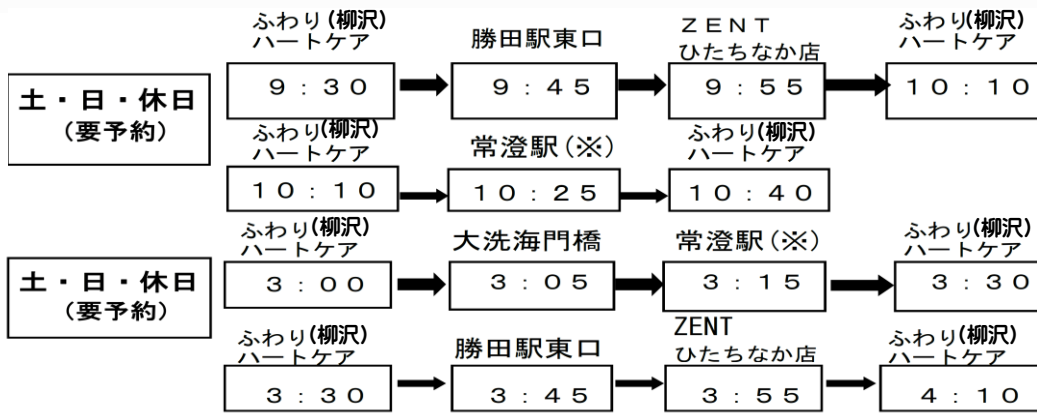 ふわり(柳沢)
ハートケア
勝田駅東口
ZENT
ひたちなか店
ふわり(柳沢)
ハートケア
土・日・休日
(要予約)
9:30
9:45
9:55
10:10
ふわり(柳沢)
ハートケア
常澄駅(※)
ふわり(柳沢)
ハートケア
10:10
10:25
10:40
ふわり(柳沢)
ハートケア
大洗海門橋
常澄駅(※)
ふわり(柳沢)
ハートケア
土・日・休日
(要予約)
3:00
3:05
3:15
3:30
ふわり(柳沢)
ハートケア
勝田駅東口
ZENT
ひたちなか店
ふわり(柳沢)
ハートケア
3:30
3:45
3:55
4:10